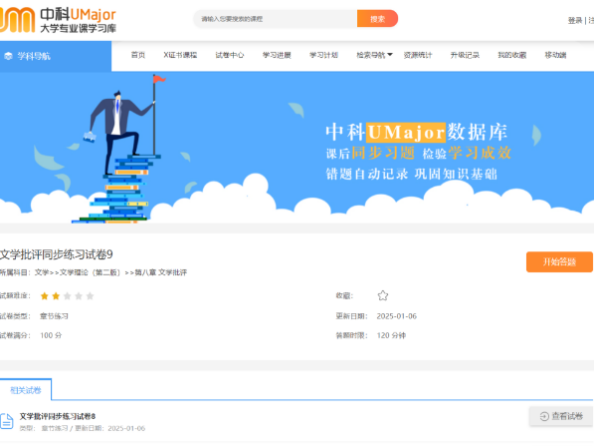 中科UMajor
大学专业课学习库
请输入您要搜索的课程
搜索
登录 | 注
学科导航
首页
X证书课程
试卷中心
学习进度
学习计划
检索导航
资源统计
升级记录
我的收藏
移动端
中科UMajor数据库
课后同步习题 检验学习成效
错题自动记录 巩固知识基础
文学批评同步练习试卷9
开始答题
所属科目：文学>>文学理论（第二版）>>第八章 文学批评
试题难度：
收藏：
试卷类型： 章节练习
更新日期： 2025-01-06
试卷满分： 100 分
答题时限： 120 分钟
相关试卷
文学批评同步练习试卷8
查看试卷
类型： 章节练习 / 更新日期：2025-01-06